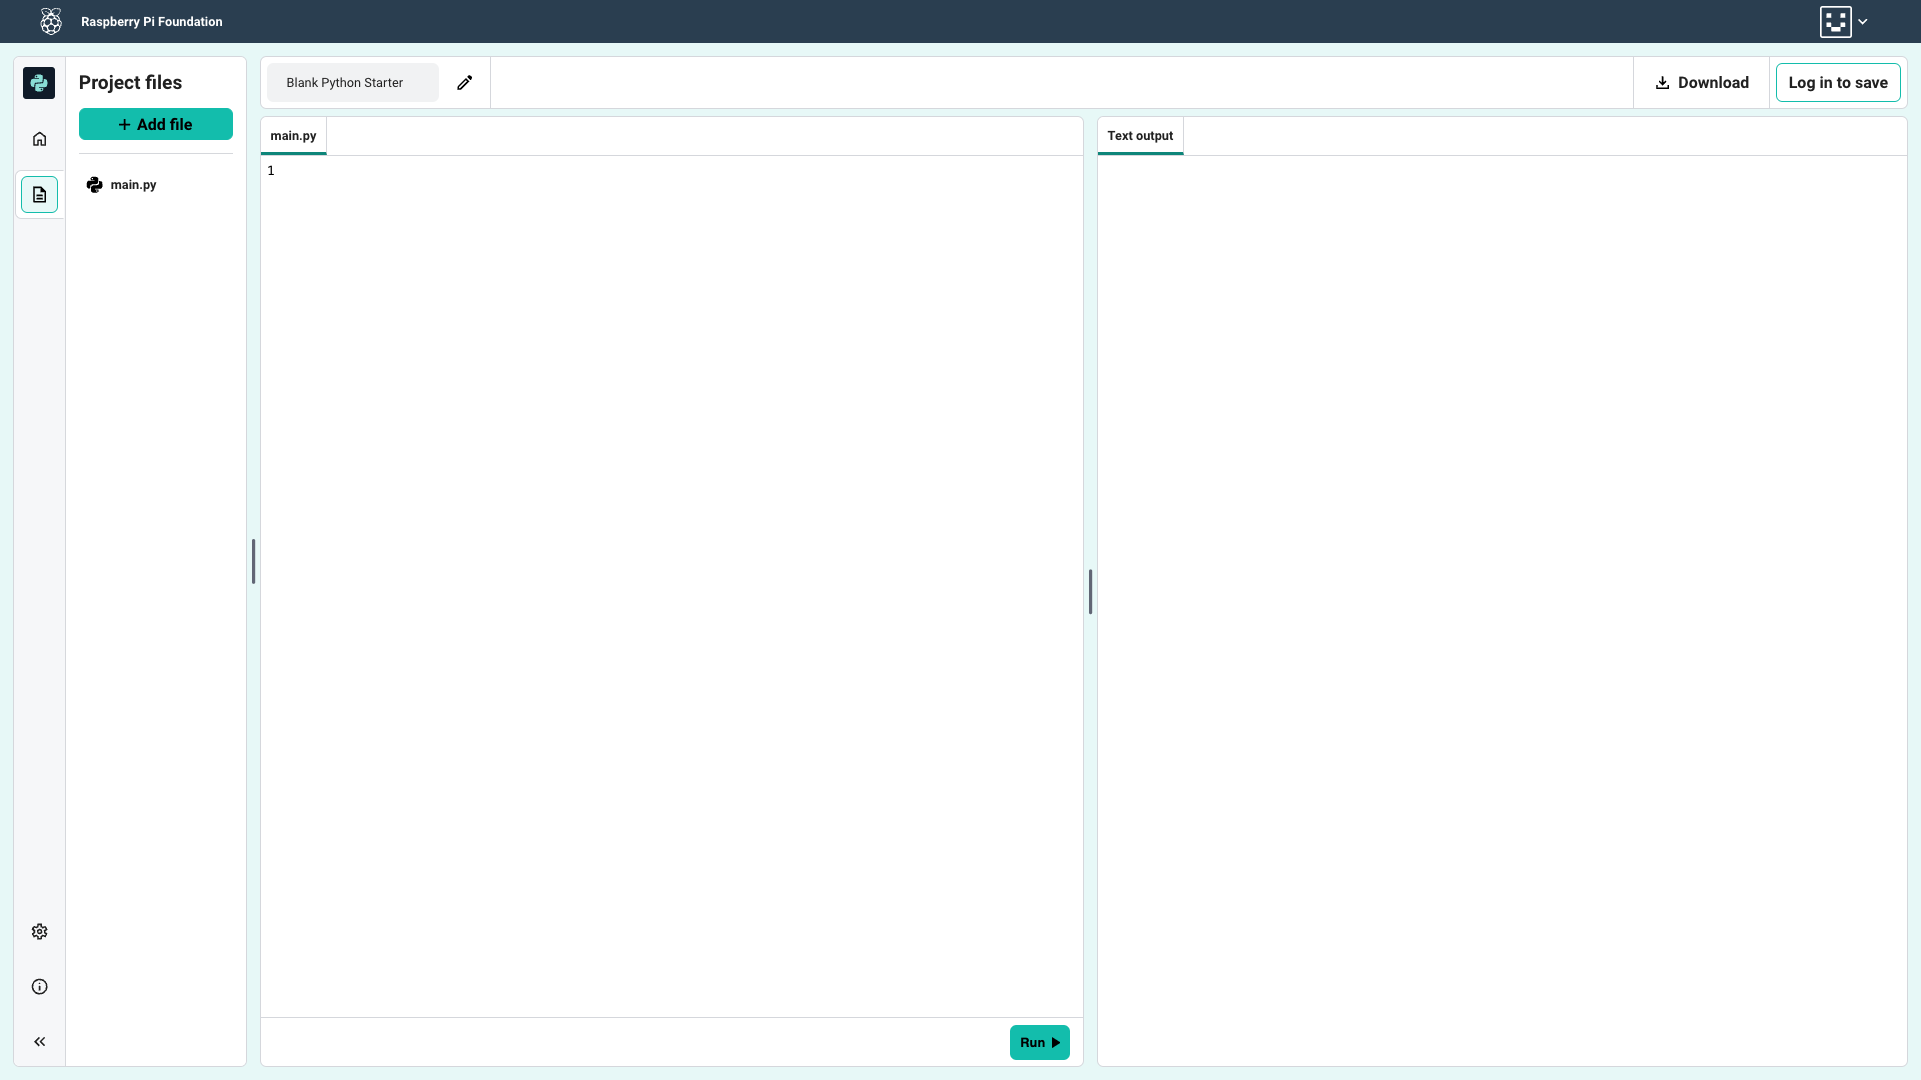 Raspberry Pi Foundation
Project files
Add file
main.py
Blank Python Starter
Download
Log in to save
main.py
1
Run
Text output